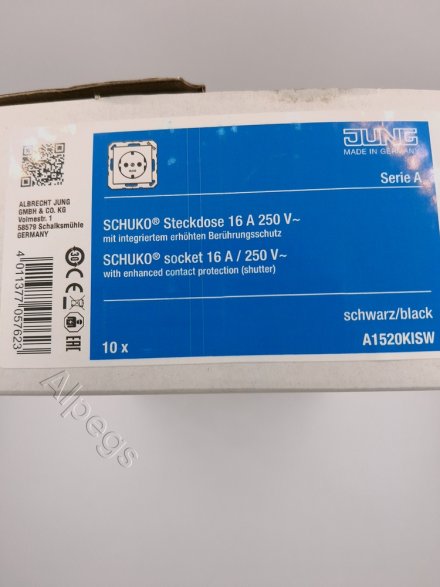 JUNG
MADE IN GERMANY
Serie A
ALBRECHT JUNG
GMBH & CO. KG
Volmestr. 1
58579 Schalksmühle
GERMANY
SCHUKO® Steckdose 16 A 250 V~
mit integriertem erhöhten Berührungsschutz
SCHUKO® socket 16 A / 250 V~
with enhanced contact protection (shutter)
4 011377 057623
CE
EAC
schwarz/black
10 x
A1520KISW
Alpegs